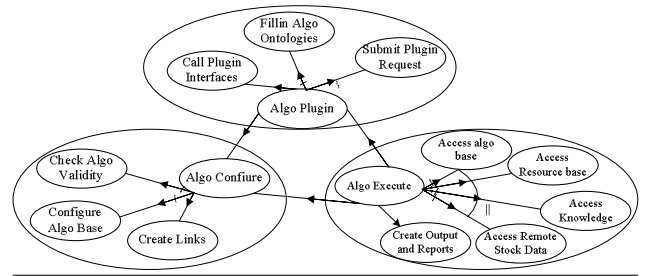 Fillin Algo
Ontologies
Call Plugin
Interfaces
Submit Plugin
Request
Algo Plugin
Check Algo
Validity
Algo Confiure
Configure
Algo Base
Create Links
Algo Execute
Access algo
base
Access
Resource base
Access
Knowledge
||
Create Output
and Reports
Access Remote
Stock Data